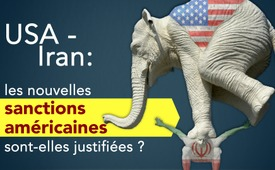 USA -
Iran:
les nouvelles
sanctions
américaines
sont-elles justifiées ?